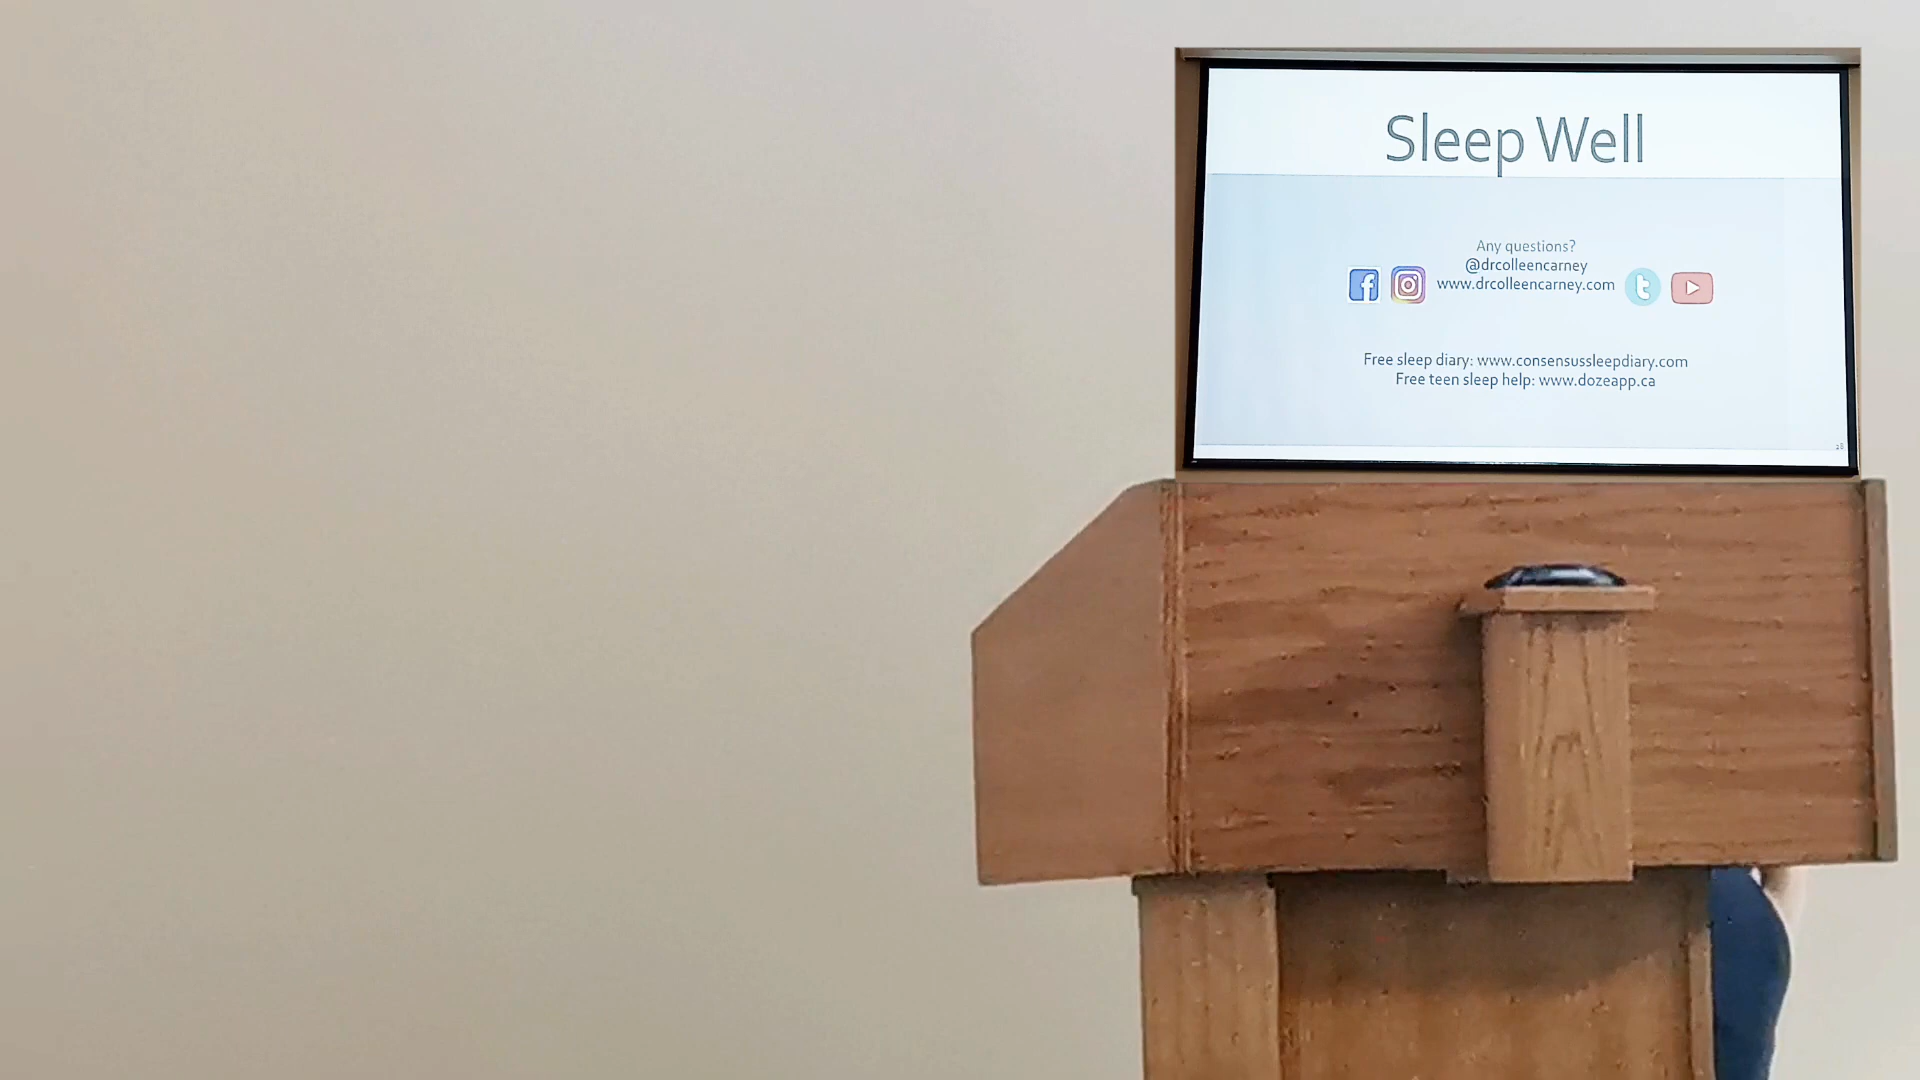 Sleep Well
Any questions?
@drcolleencarney
www.drcolleencarney.com
Free sleep diary: www.consensussleepdiary.com
Free teen sleep help: www.dozeapp.ca